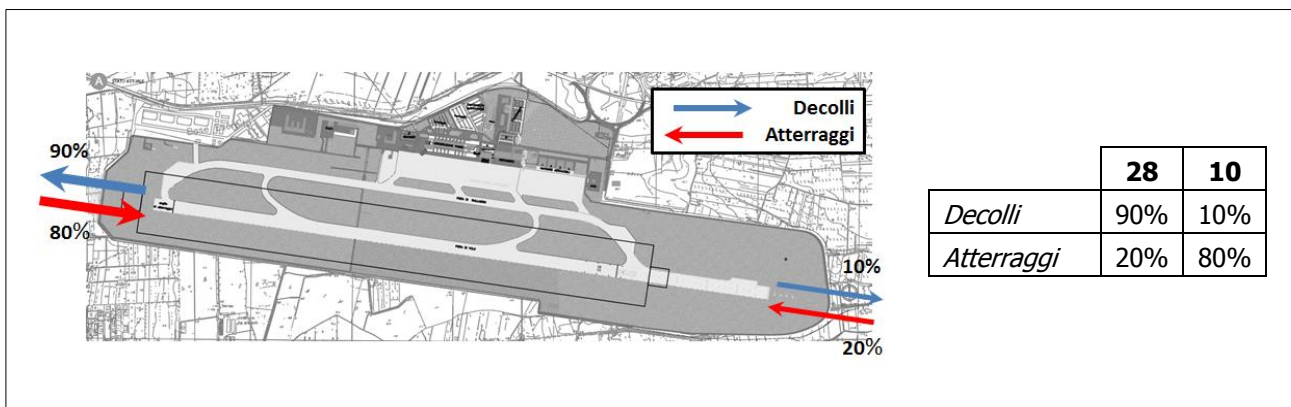 A
Decolli
Atterraggi
90%
80%
10%
20%
28 10
Decolli 90% 10%
Atterraggi 20% 80%